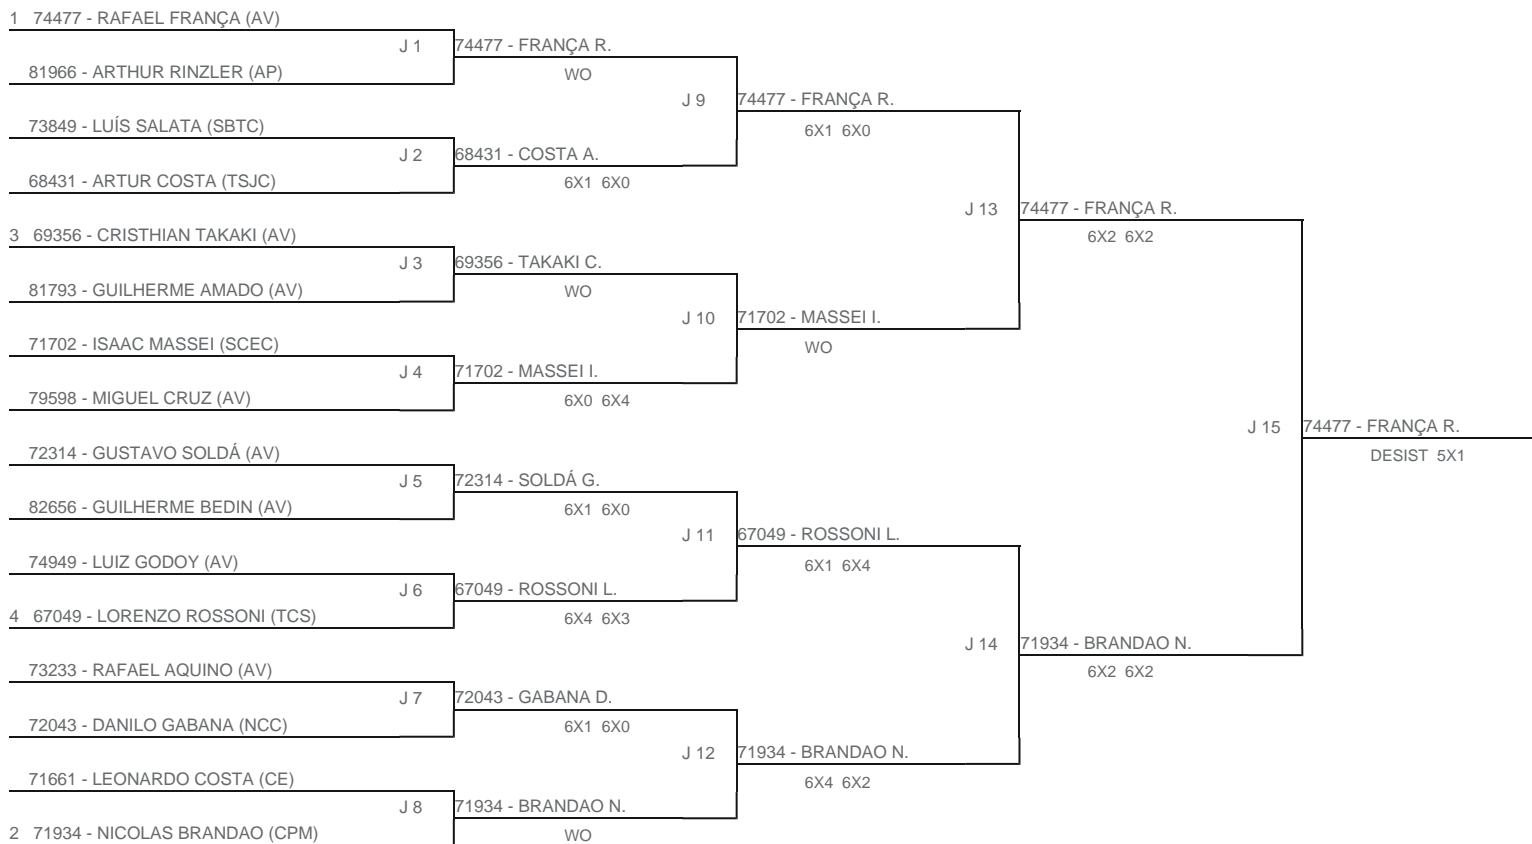 1 74477 - RAFAEL FRANÇA (AV)
J 1
74477 - FRANÇA R.
81966 - ARTHUR RINZLER (AP)
WO
J 9
74477 - FRANÇA R.
73849 - LUÍS SALATA (SBTC)
6X1 6X0
J 2
68431 - COSTA A.
68431 - ARTUR COSTA (TSJC)
6X1 6X0
J 13
74477 - FRANÇA R.
3 69356 - CRISTHIAN TAKAKI (AV)
6X2 6X2
J 3
69356 - TAKAKI C.
81793 - GUILHERME AMADO (AV)
WO
J 10
71702 - MASSEI I.
71702 - ISAAC MASSEI (SCEC)
WO
J 4
71702 - MASSEI I.
79598 - MIGUEL CRUZ (AV)
6X0 6X4
J 15
74477 - FRANÇA R.
72314 - GUSTAVO SOLDÁ (AV)
DESIST 5X1
J 5
72314 - SOLDÁ G.
82656 - GUILHERME BEDIN (AV)
6X1 6X0
J 11
67049 - ROSSONI L.
74949 - LUIZ GODOY (AV)
6X1 6X4
J 6
67049 - ROSSONI L.
4 67049 - LORENZO ROSSONI (TCS)
6X4 6X3
J 14
71934 - BRANDAO N.
73233 - RAFAEL AQUINO (AV)
6X2 6X2
J 7
72043 - GABANA D.
72043 - DANILO GABANA (NCC)
6X1 6X0
J 12
71934 - BRANDAO N.
71661 - LEONARDO COSTA (CE)
6X4 6X2
J 8
71934 - BRANDAO N.
2 71934 - NICOLAS BRANDAO (CPM)
WO